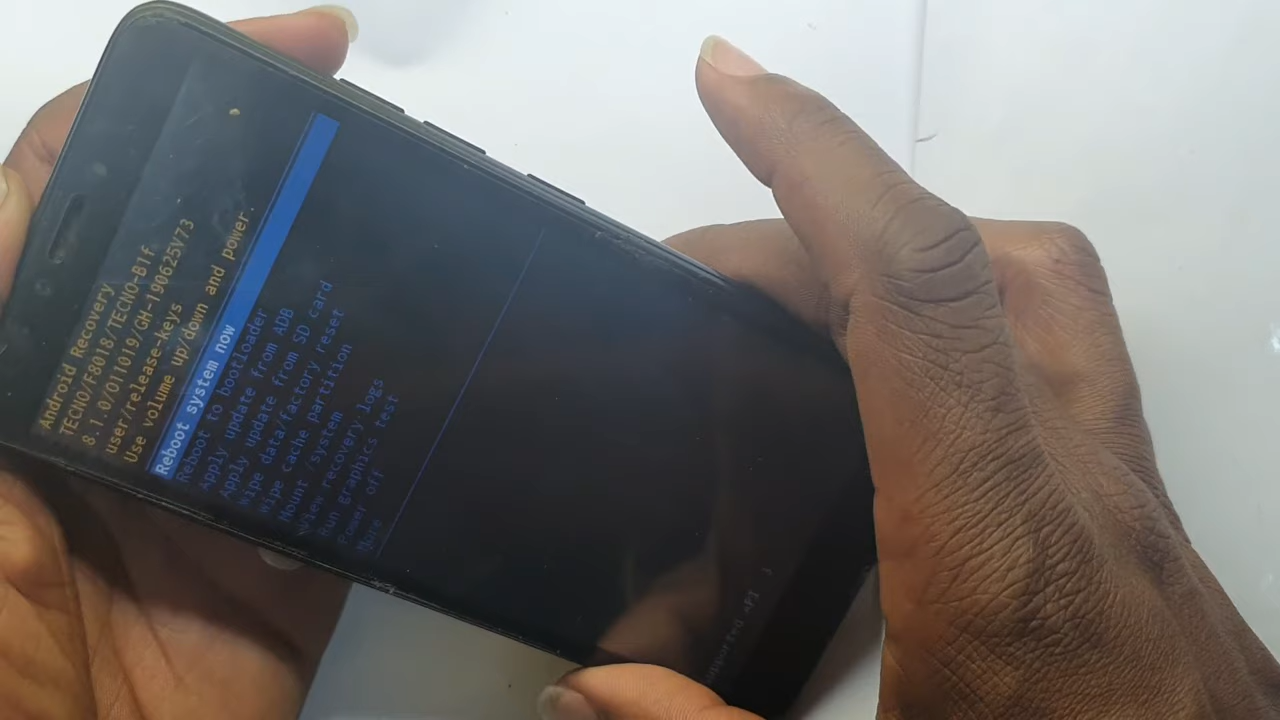 Android Recovery
TECNO/F8018/TECNO-B1f
8.1.0/O11019/GH-190625V73
user/release-keys
Use volume up/down and power.
Reboot system now
Reboot to bootloader
Apply update from ADB
Apply update from SD card
Wipe data/factory reset
Wipe cache partition
Mount /system
View recovery logs
Run graphics test
Power off
supported API